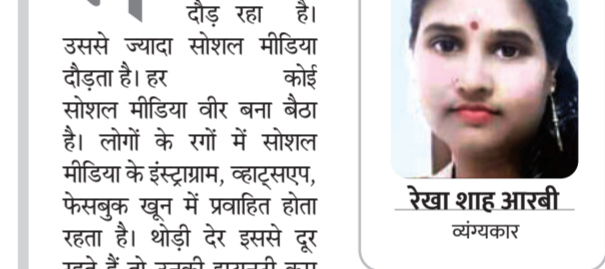 दौड़ रहा है।
उससे ज्यादा सोशल मीडिया
दौड़ता है। हर कोई
सोशल मीडिया वीर बना बैठा
है। लोगों के रगों में सोशल
मीडिया के इंस्ट्राग्राम, व्हाट्सएप,
फेसबुक खून में प्रवाहित होता
रहता है। थोड़ी देर इससे दूर
रेखा शाह आरबी
व्यंग्यकार